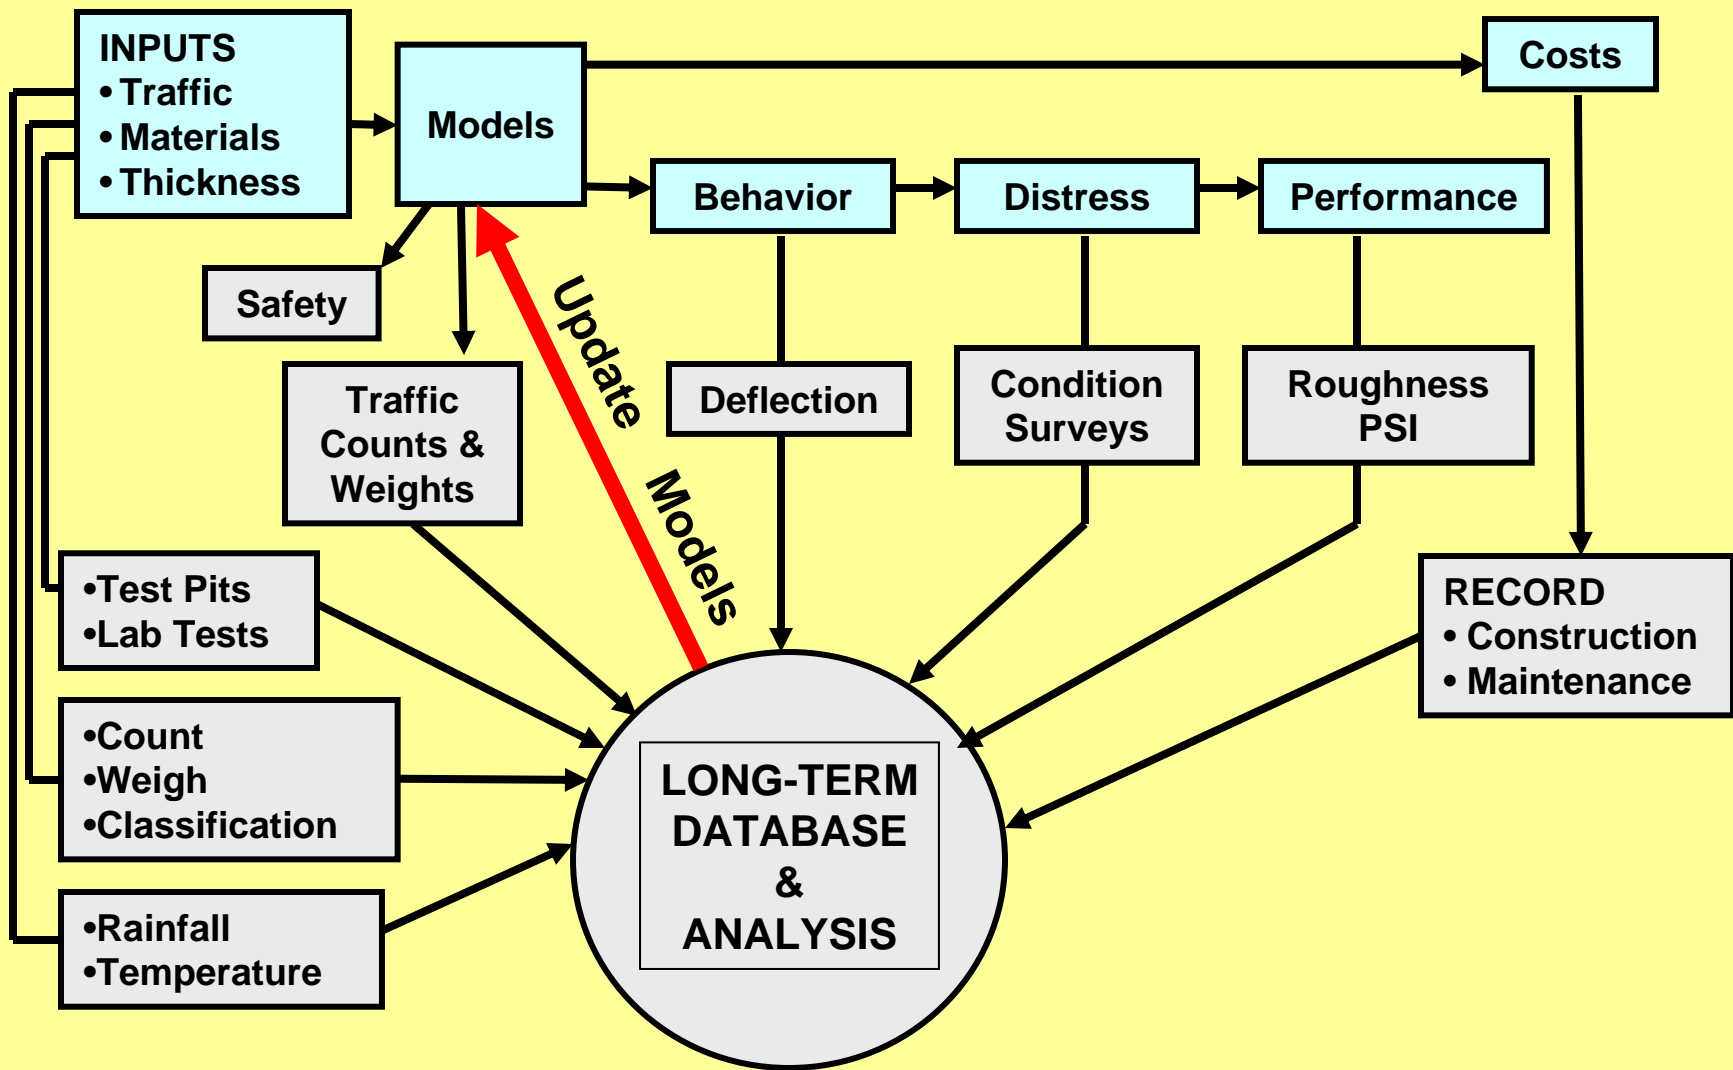 INPUTS
• Traffic
• Materials
• Thickness
Models
Costs
Behavior
Distress
Performance
Safety
Traffic
Counts &
Weights
Update Models
Deflection
Condition
Surveys
Roughness
PSI
•Test Pits
•Lab Tests
RECORD
• Construction
• Maintenance
•Count
•Weigh
•Classification
LONG-TERM
DATABASE
&
ANALYSIS
•Rainfall
•Temperature